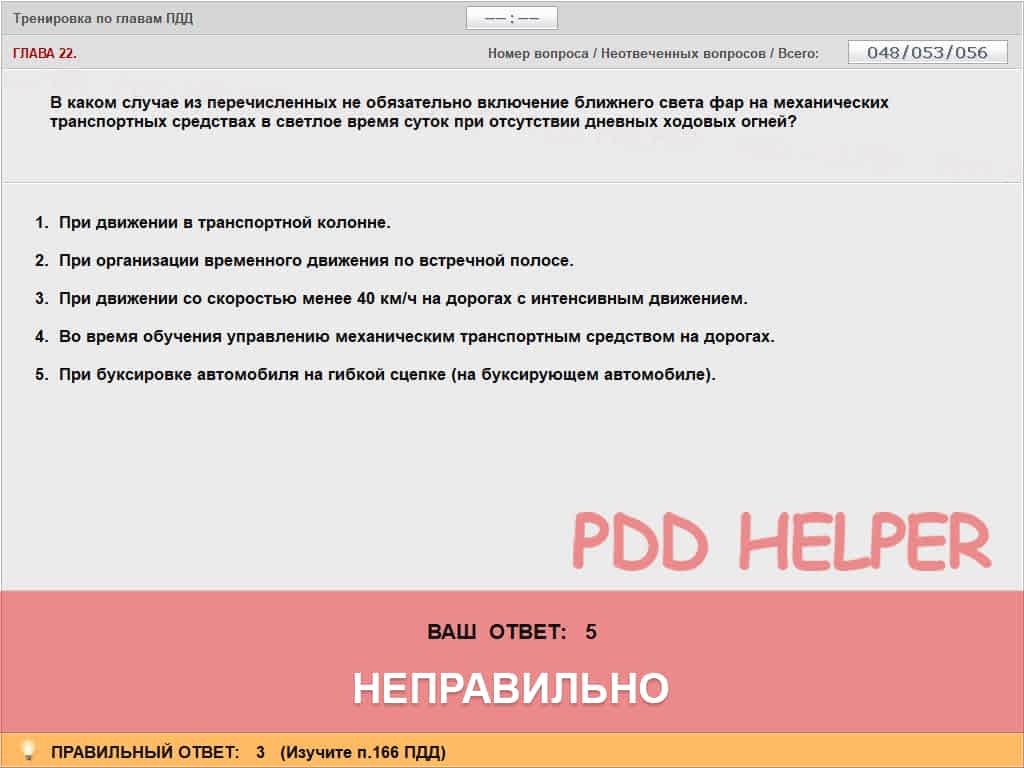 Тренировка по главам ПДД
—— : ——
ГЛАВА 22.
Номер вопроса / Неотвеченных вопросов / Всего: 048/053/056
В каком случае из перечисленных не обязательно включение ближнего света фар на механических
транспортных средствах в светлое время суток при отсутствии дневных ходовых огней?
1. При движении в транспортной колонне.
2. При организации временного движения по встречной полосе.
3. При движении со скоростью менее 40 км/ч на дорогах с интенсивным движением.
4. Во время обучения управлению механическим транспортным средством на дорогах.
5. При буксировке автомобиля на гибкой сцепке (на буксирующем автомобиле).
PDD HELPER
ВАШ ОТВЕТ: 5
НЕПРАВИЛЬНО
ПРАВИЛЬНЫЙ ОТВЕТ: 3 (Изучите п.166 ПДД)